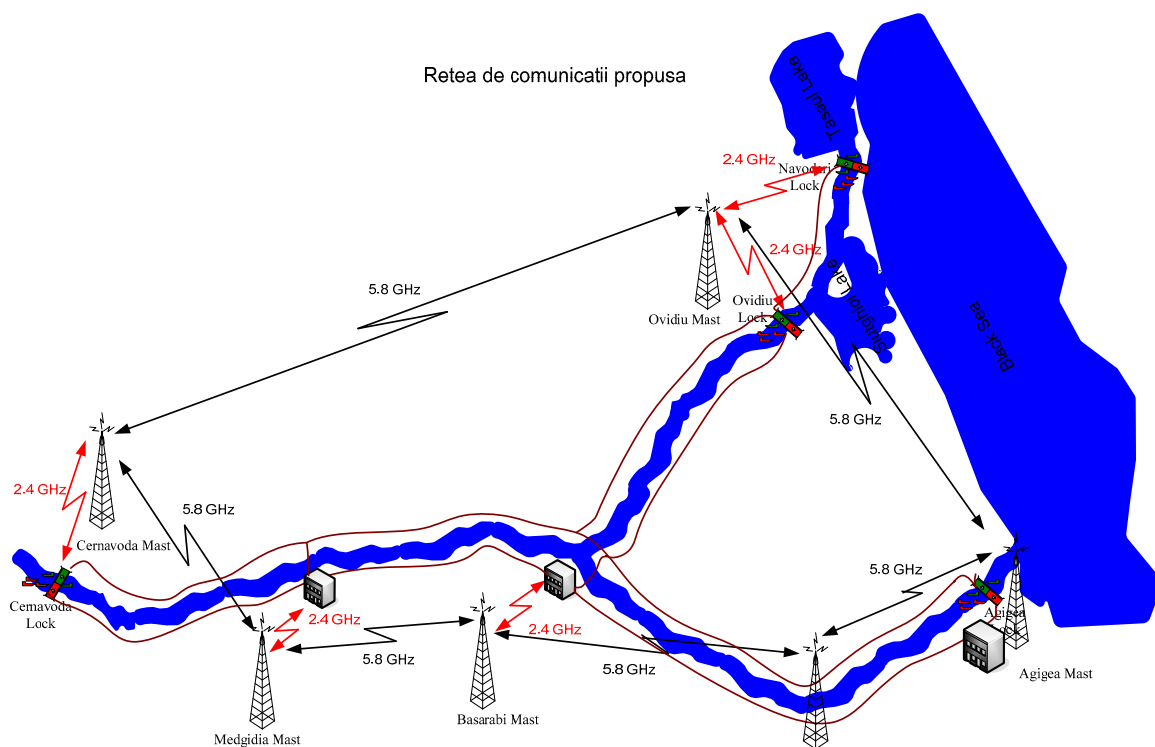 Retea de comunicatii propusa
Tasaul Lake
2.4 GHz
Navodari
Lock
2.4 GHz
5.8 GHz
Ovidiu Mast
Ovidiu
Lock
Siutghiol Lake
Black Sea
5.8 GHz
2.4 GHz
5.8 GHz
Cernavoda Mast
5.8 GHz
Cernavoda
Lock
2.4 GHz
5.8 GHz
2.4 GHz
5.8 GHz
Agigea
Lock
Agigea Mast
Basarabi Mast
Medgidia Mast